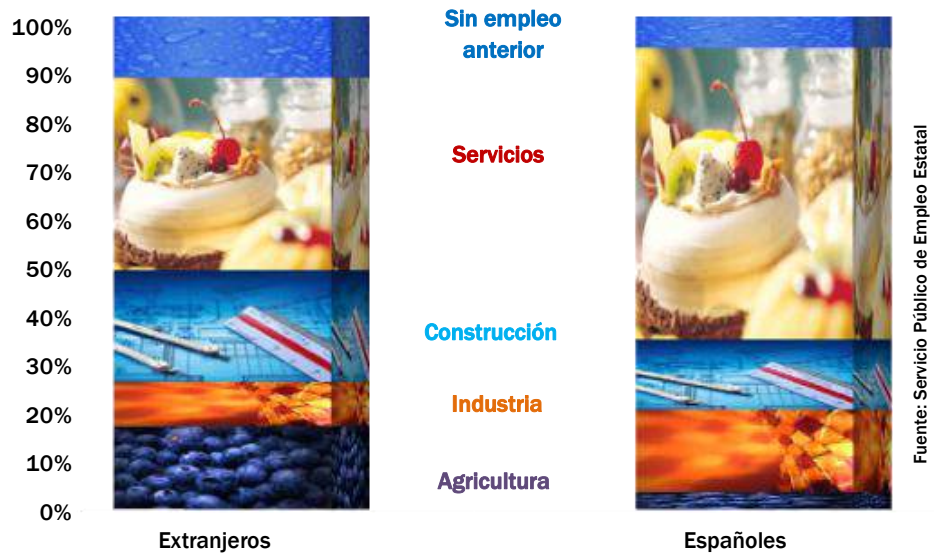 100%
90%
80%
70%
60%
50%
40%
30%
20%
10%
0%
Sin empleo
anterior
Servicios
Construcción
Industria
Agricultura
Extranjeros
Españoles
Fuente: Servicio Público de Empleo Estatal